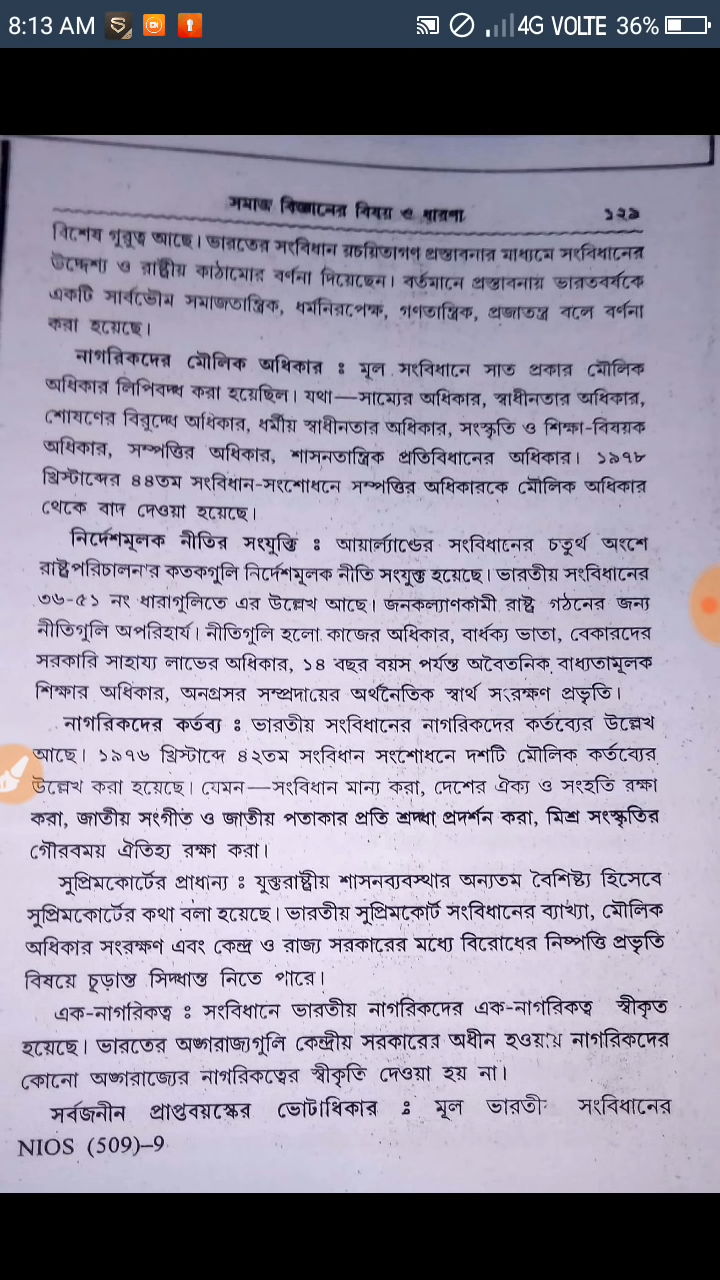 8:13 AM 4G VOLTE 36%
সমাজ বিজ্ঞানের বিষয় ও ধারণা ১২৯
বিশেষ গুরুত্ব আছে। ভারতের সংবিধান রচয়িতাগণ প্রস্তাবনার মাধ্যমে সংবিধানের
উদ্দেশ্য ও রাষ্ট্রীয় কাঠামোর বর্ণনা দিয়েছেন। বর্তমানে প্রস্তাবনায় ভারতবর্ষকে
একটি সার্বভৌম সমাজতান্ত্রিক, ধর্মনিরপেক্ষ, গণতান্ত্রিক, প্রজাতন্ত্র বলে বর্ণনা
করা হয়েছে।
নাগরিকদের মৌলিক অধিকার : মূল সংবিধানে সাত প্রকার মৌলিক
অধিকার লিপিবদ্ধ করা হয়েছিল। যথা—সাম্যের অধিকার, স্বাধীনতার অধিকার,
শোষণের বিরুদ্ধে অধিকার, ধর্মীয় স্বাধীনতার অধিকার, সংস্কৃতি ও শিক্ষা-বিষয়ক
অধিকার, সম্পত্তির অধিকার, শাসনতান্ত্রিক প্রতিবিধানের অধিকার। ১৯৭৮
খ্রিস্টাব্দের ৪৪তম সংবিধান-সংশোধনে সম্পত্তির অধিকারকে মৌলিক অধিকার
থেকে বাদ দেওয়া হয়েছে।
নির্দেশমূলক নীতির সংযুক্তি : আয়ার্ল্যান্ডের সংবিধানের চতুর্থ অংশে
রাষ্ট্রপরিচালন'র কতকগুলি নির্দেশমূলক নীতি সংযুক্ত হয়েছে। ভারতীয় সংবিধানের
৩৬-৫১ নং ধারাগুলিতে এর উল্লেখ আছে। জনকল্যাণকামী রাষ্ট্র গঠনের জন্য
নীতিগুলি অপরিহার্য। নীতিগুলি হলো কাজের অধিকার, বার্ধক্য ভাতা, বেকারদের
সরকারি সাহায্য লাভের অধিকার, ১৪ বছর বয়স পর্যন্ত অবৈতনিক বাধ্যতামূলক
শিক্ষার অধিকার, অনগ্রসর সম্প্রদায়ের অর্থনৈতিক স্বার্থ সংরক্ষণ প্রভৃতি।
নাগরিকদের কর্তব্য : ভারতীয় সংবিধানের নাগরিকদের কর্তব্যের উল্লেখ
আছে। ১৯৭৬ খ্রিস্টাব্দে ৪২তম সংবিধান সংশোধনে দশটি মৌলিক কর্তব্যের
উল্লেখ করা হয়েছে। যেমন—সংবিধান মান্য করা, দেশের ঐক্য ও সংহতি রক্ষা
করা, জাতীয় সংগীত ও জাতীয় পতাকার প্রতি শ্রদ্ধা প্রদর্শন করা, মিশ্র সংস্কৃতির
গৌরবময় ঐতিহ্য রক্ষা করা।
সুপ্রিমকোর্টের প্রাধান্য : যুক্তরাষ্ট্রীয় শাসনব্যবস্থার অন্যতম বৈশিষ্ট্য হিসেবে
সুপ্রিমকোর্টের কথা বলা হয়েছে। ভারতীয় সুপ্রিমকোর্ট সংবিধানের ব্যাখ্যা, মৌলিক
অধিকার সংরক্ষণ এবং কেন্দ্র ও রাজ্য সরকারের মধ্যে বিরোধের নিষ্পত্তি প্রভৃতি
বিষয়ে চূড়ান্ত সিদ্ধান্ত নিতে পারে।
এক-নাগরিকত্ব : সংবিধানে ভারতীয় নাগরিকদের এক-নাগরিকত্ব স্বীকৃত
হয়েছে। ভারতের অঙ্গরাজ্যগুলি কেন্দ্রীয় সরকারের অধীন হওয়ায় নাগরিকদের
কোনো অঙ্গরাজ্যের নাগরিকত্বের স্বীকৃতি দেওয়া হয় না।
সর্বজনীন প্রাপ্তবয়স্কের ভোটাধিকার : মূল ভারতী সংবিধানের
NIOS (509)–9